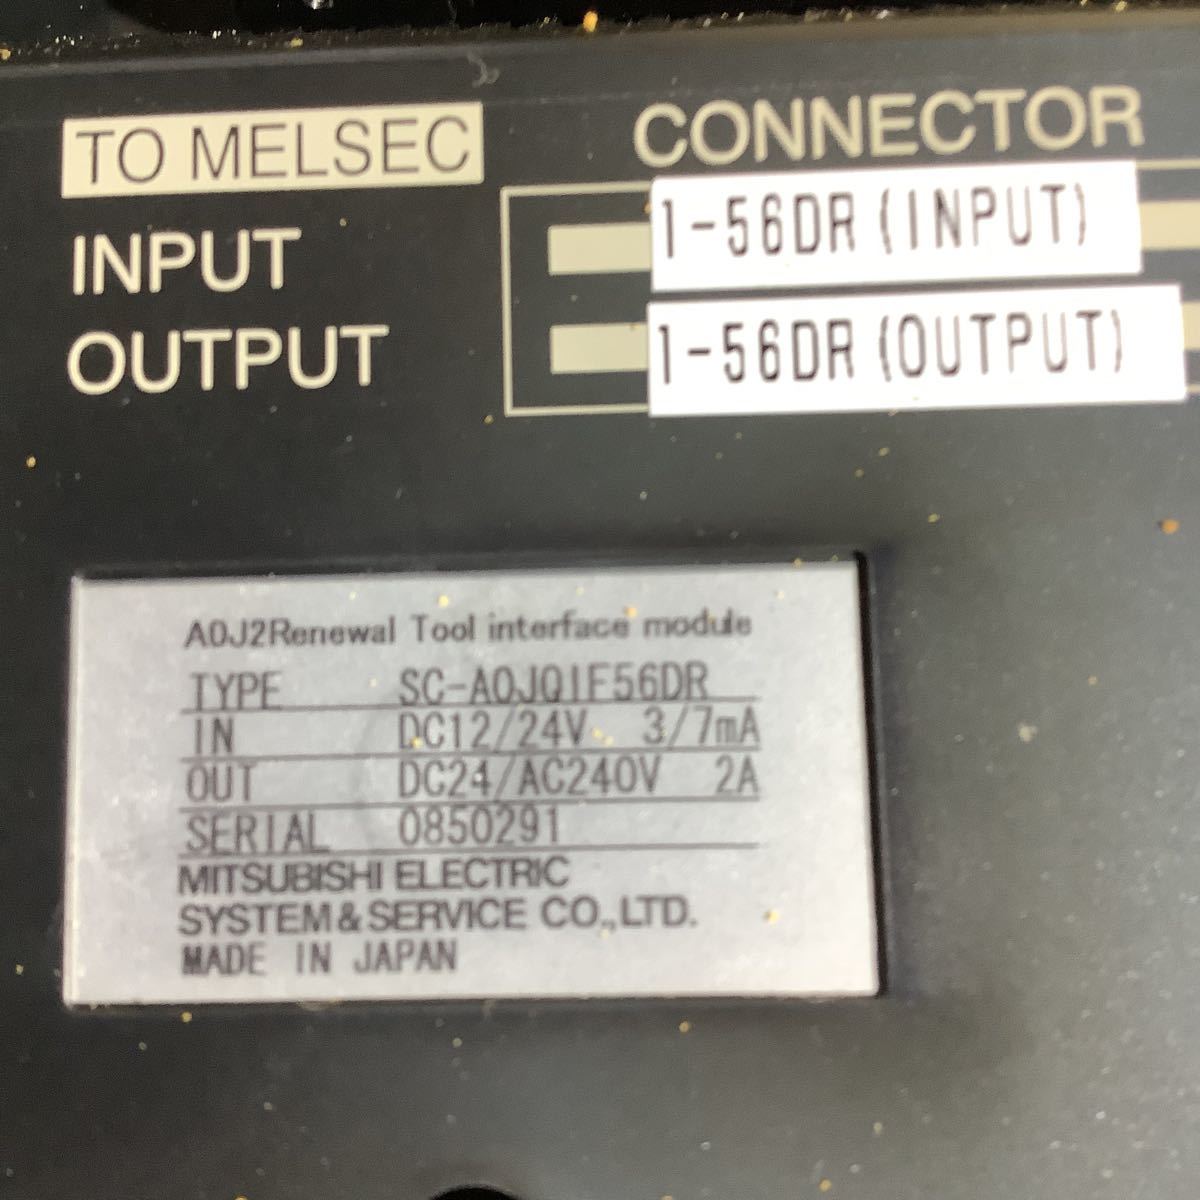 TO MELSEC
CONNECTOR
INPUT
1-56DR(INPUT)
OUTPUT
1-56DR(OUTPUT)
A0J2Renewal Tool interface module
TYPE SC-A0JQIF56DR
IN DC12/24V 3/7mA
OUT DC24/AC240V 2A
SERIAL 0850291
MITSUBISHI ELECTRIC
SYSTEM&SERVICE CO.,LTD.
MADE IN JAPAN